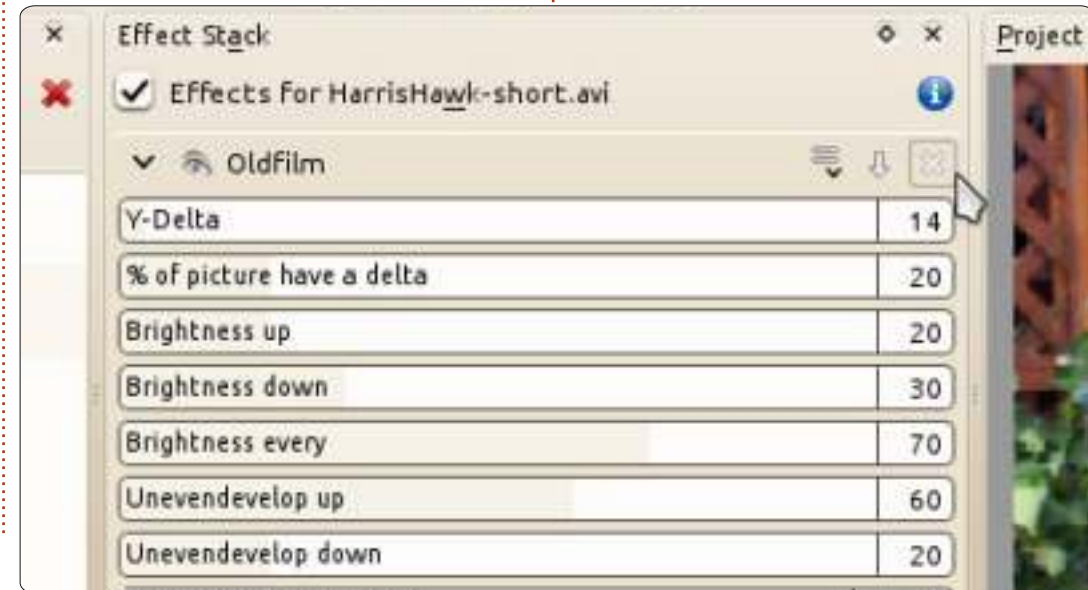 Effect Stack
Project
Effects for HarrisHawk-short.avi
Oldfilm
Y-Delta 14
% of picture have a delta 20
Brightness up 20
Brightness down 30
Brightness every 70
Unevendevelop up 60
Unevendevelop down 20